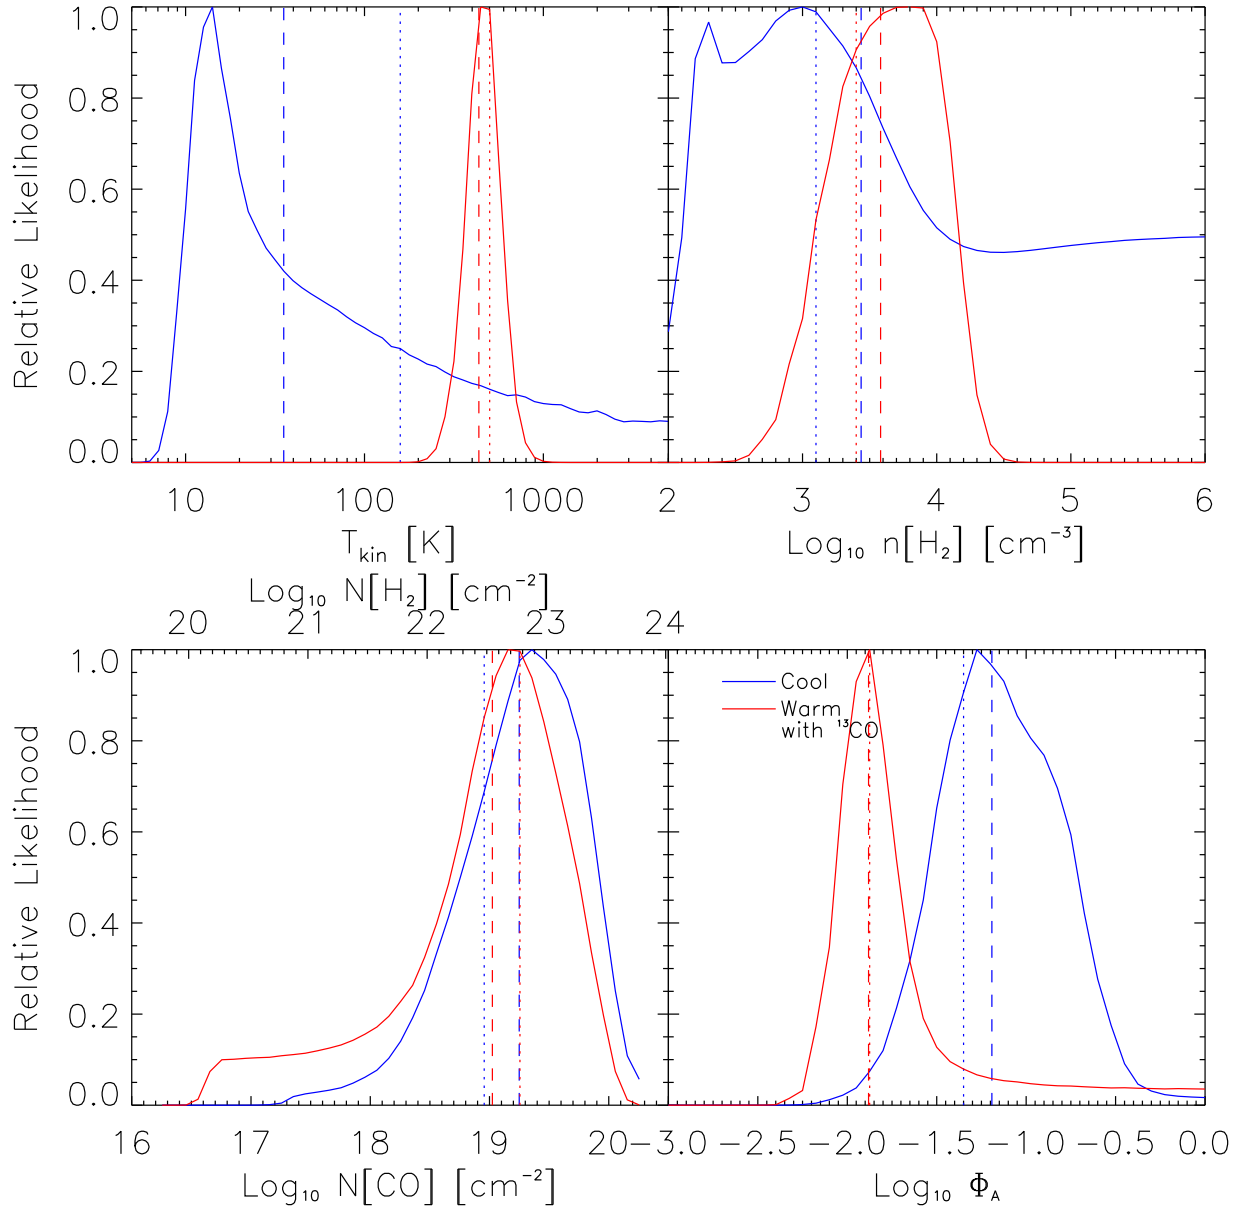 1.0
0.8
0.6
0.4
0.2
0.0
Relative Likelihood
10 100 1000 2 3 4 5 6
T_kin [K]
Log₁₀ n[H₂] [cm⁻³]
Log₁₀ N[H₂] [cm⁻²]
20 21 22 23 24
1.0
0.8
0.6
0.4
0.2
0.0
Relative Likelihood
Cool
Warm
with ¹³CO
16 17 18 19 20 -3.0 -2.5 -2.0 -1.5 -1.0 -0.5 0.0
Log₁₀ N[CO] [cm⁻²]
Log₁₀ Φ_A